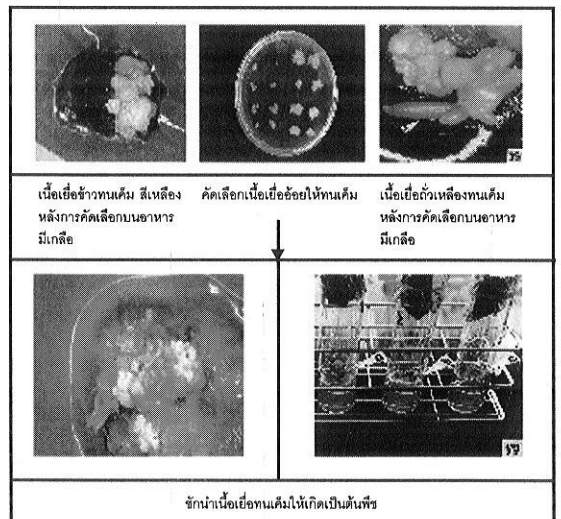 เนื้อเยื่อข้าวทนเค็ม สีเหลือง
หลังการคัดเลือกบนอาหาร
มีเกลือ
คัดเลือกเนื้อเยื่ออ้อยให้ทนเค็ม
เนื้อเยื่อถั่วเหลืองทนเค็ม
หลังการคัดเลือกบนอาหาร
มีเกลือ
ชักนำเนื้อเยื่อทนเค็มให้เกิดเป็นต้นพืช